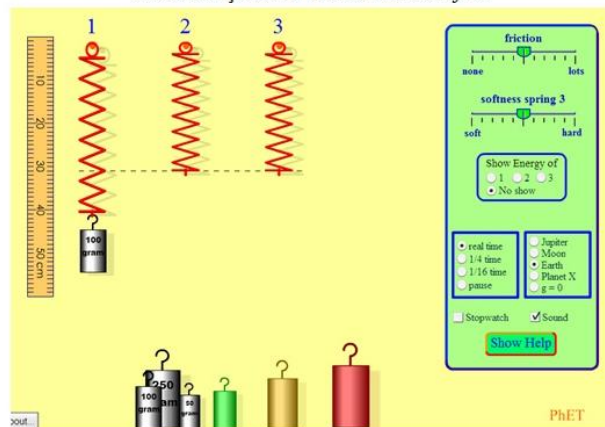 1 2 3
10
20
30
40
50 cm
100
gram
250
100
gram
50
friction
none lots
softness spring 3
soft hard
Show Energy of
1 2 3
No show
real time
1/4 time
1/16 time
pause
Jupiter
Moon
Earth
Planet X
g = 0
Stopwatch Sound
Show Help
PhET